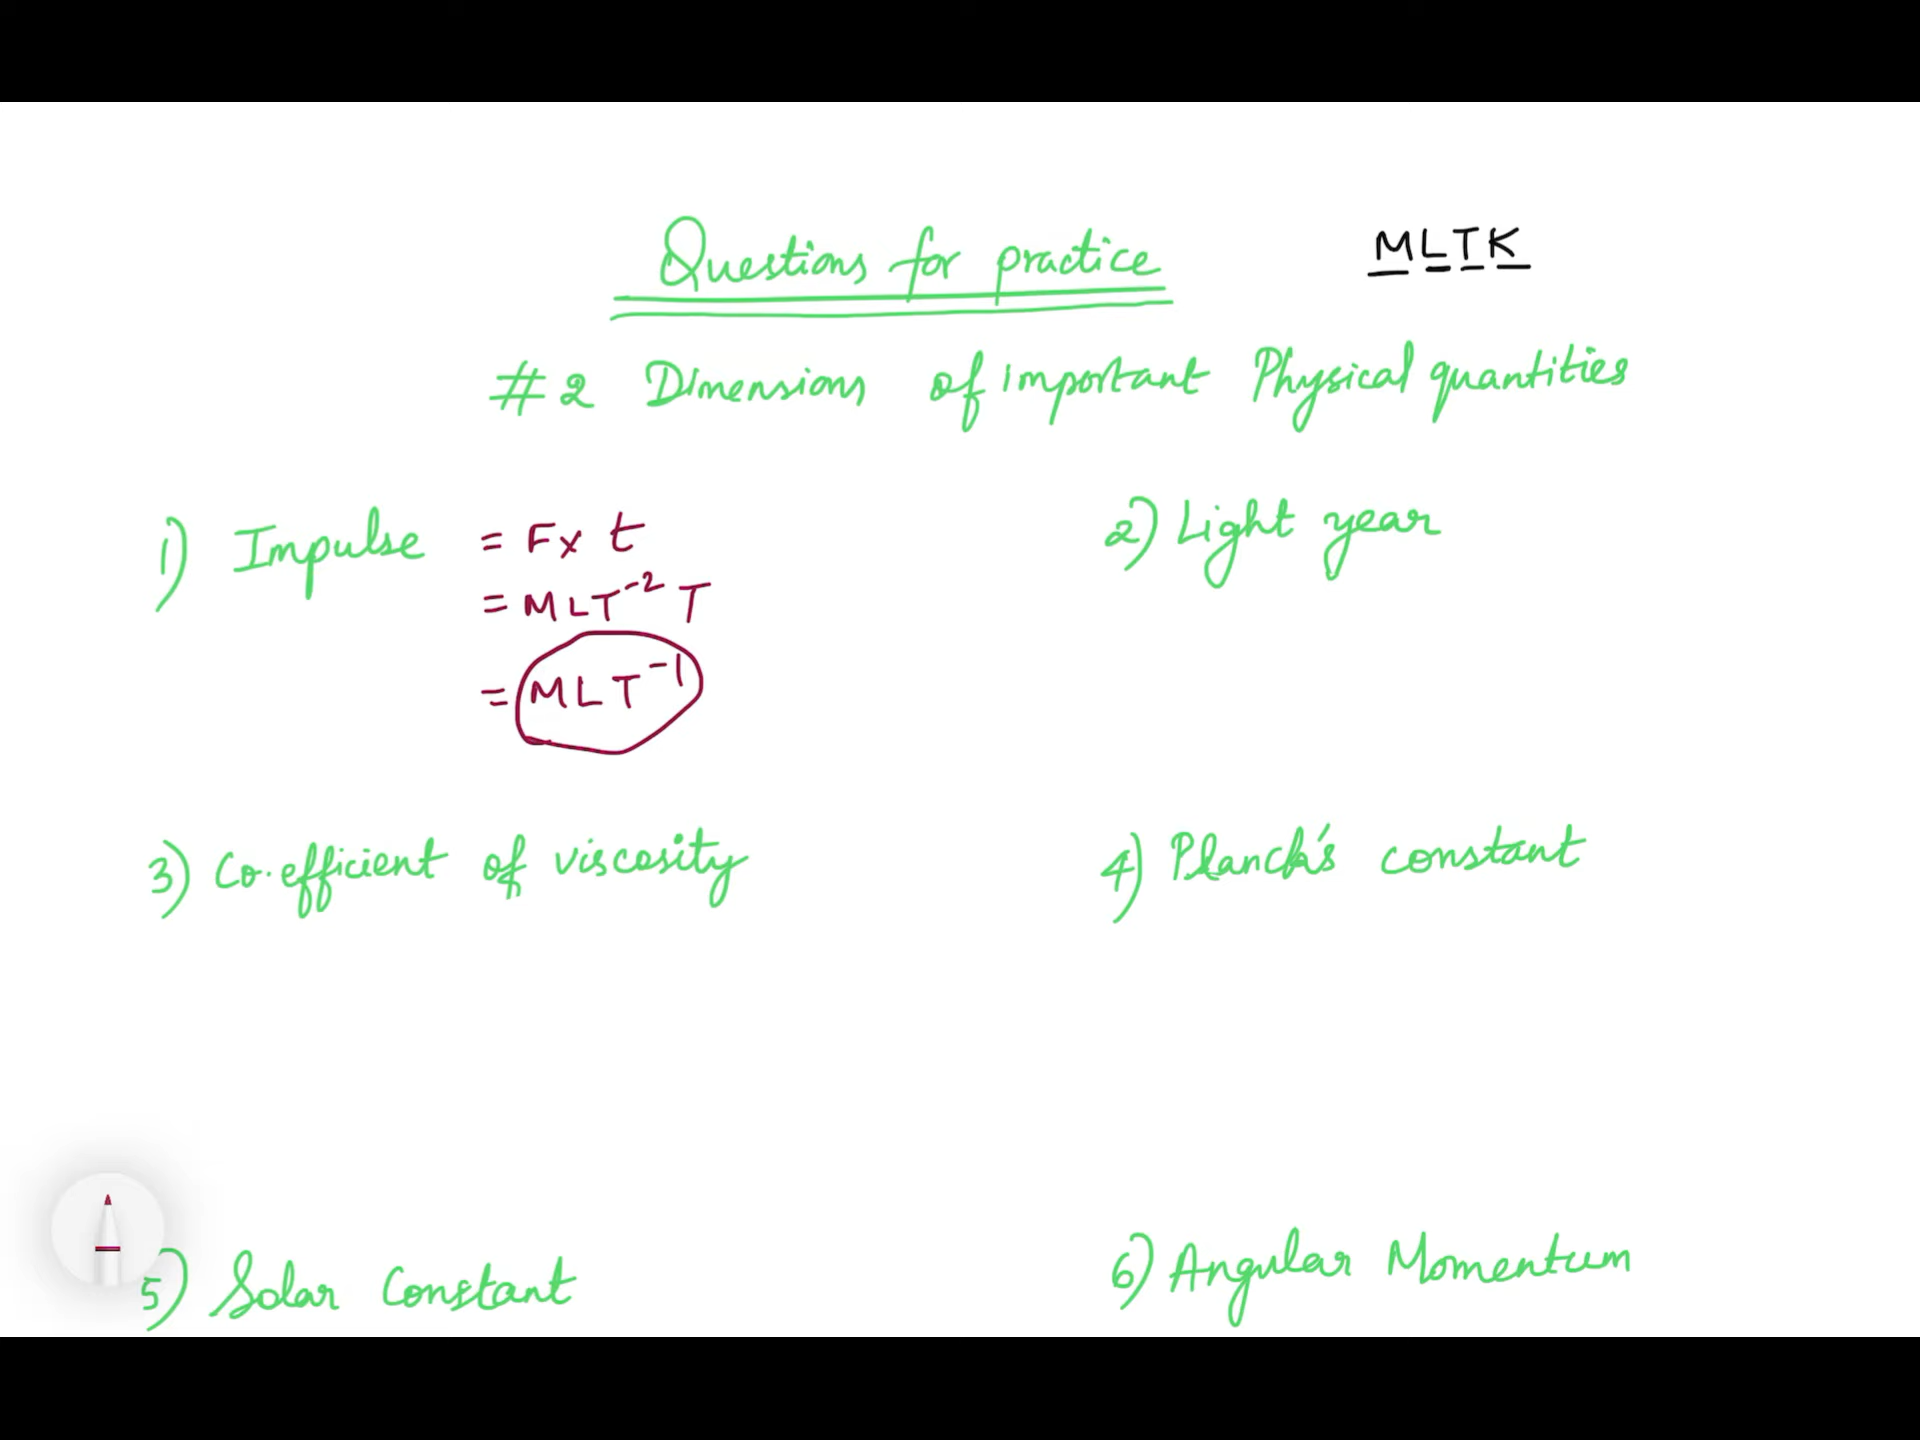 Questions for practice
MLTK
#2 Dimensions of important Physical quantities
1) Impulse = F x t
= MLT⁻² T
= MLT⁻¹
2) Light year
3) Co.efficient of viscosity
4) Planck's constant
5) Solar Constant
6) Angular Momentum